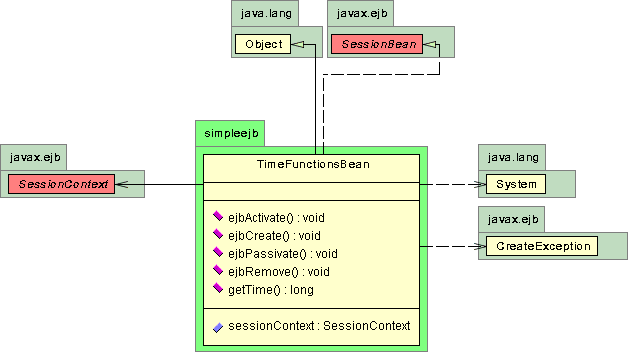 java.lang
javax.ejb
Object
SessionBean
simpleejb
javax.ejb
TimeFunctionsBean
java.lang
SessionContext
System
javax.ejb
ejbActivate() : void
ejbCreate() : void
CreateException
ejbPassivate() : void
ejbRemove() : void
getTime() : long
sessionContext : SessionContext